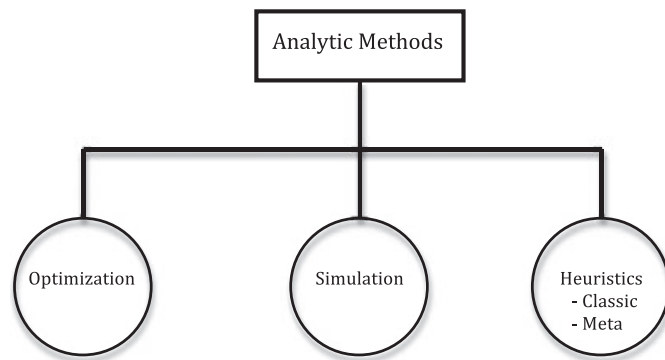 Analytic Methods
Optimization
Simulation
Heuristics
- Classic
- Meta